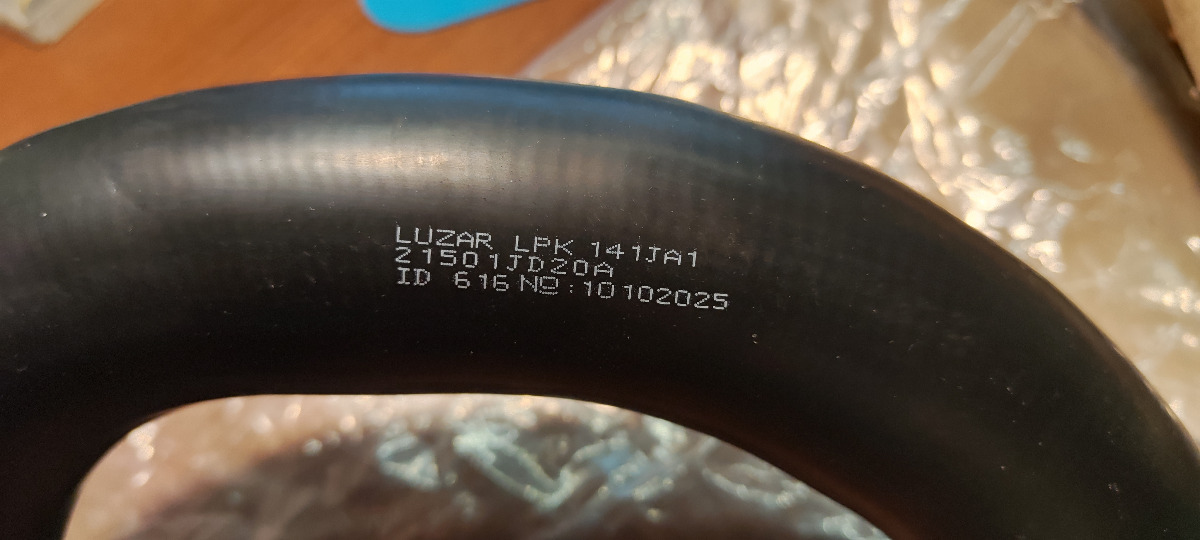 LUZAR LPK 141JA1
21501JD20A
ID 616 №:10102025